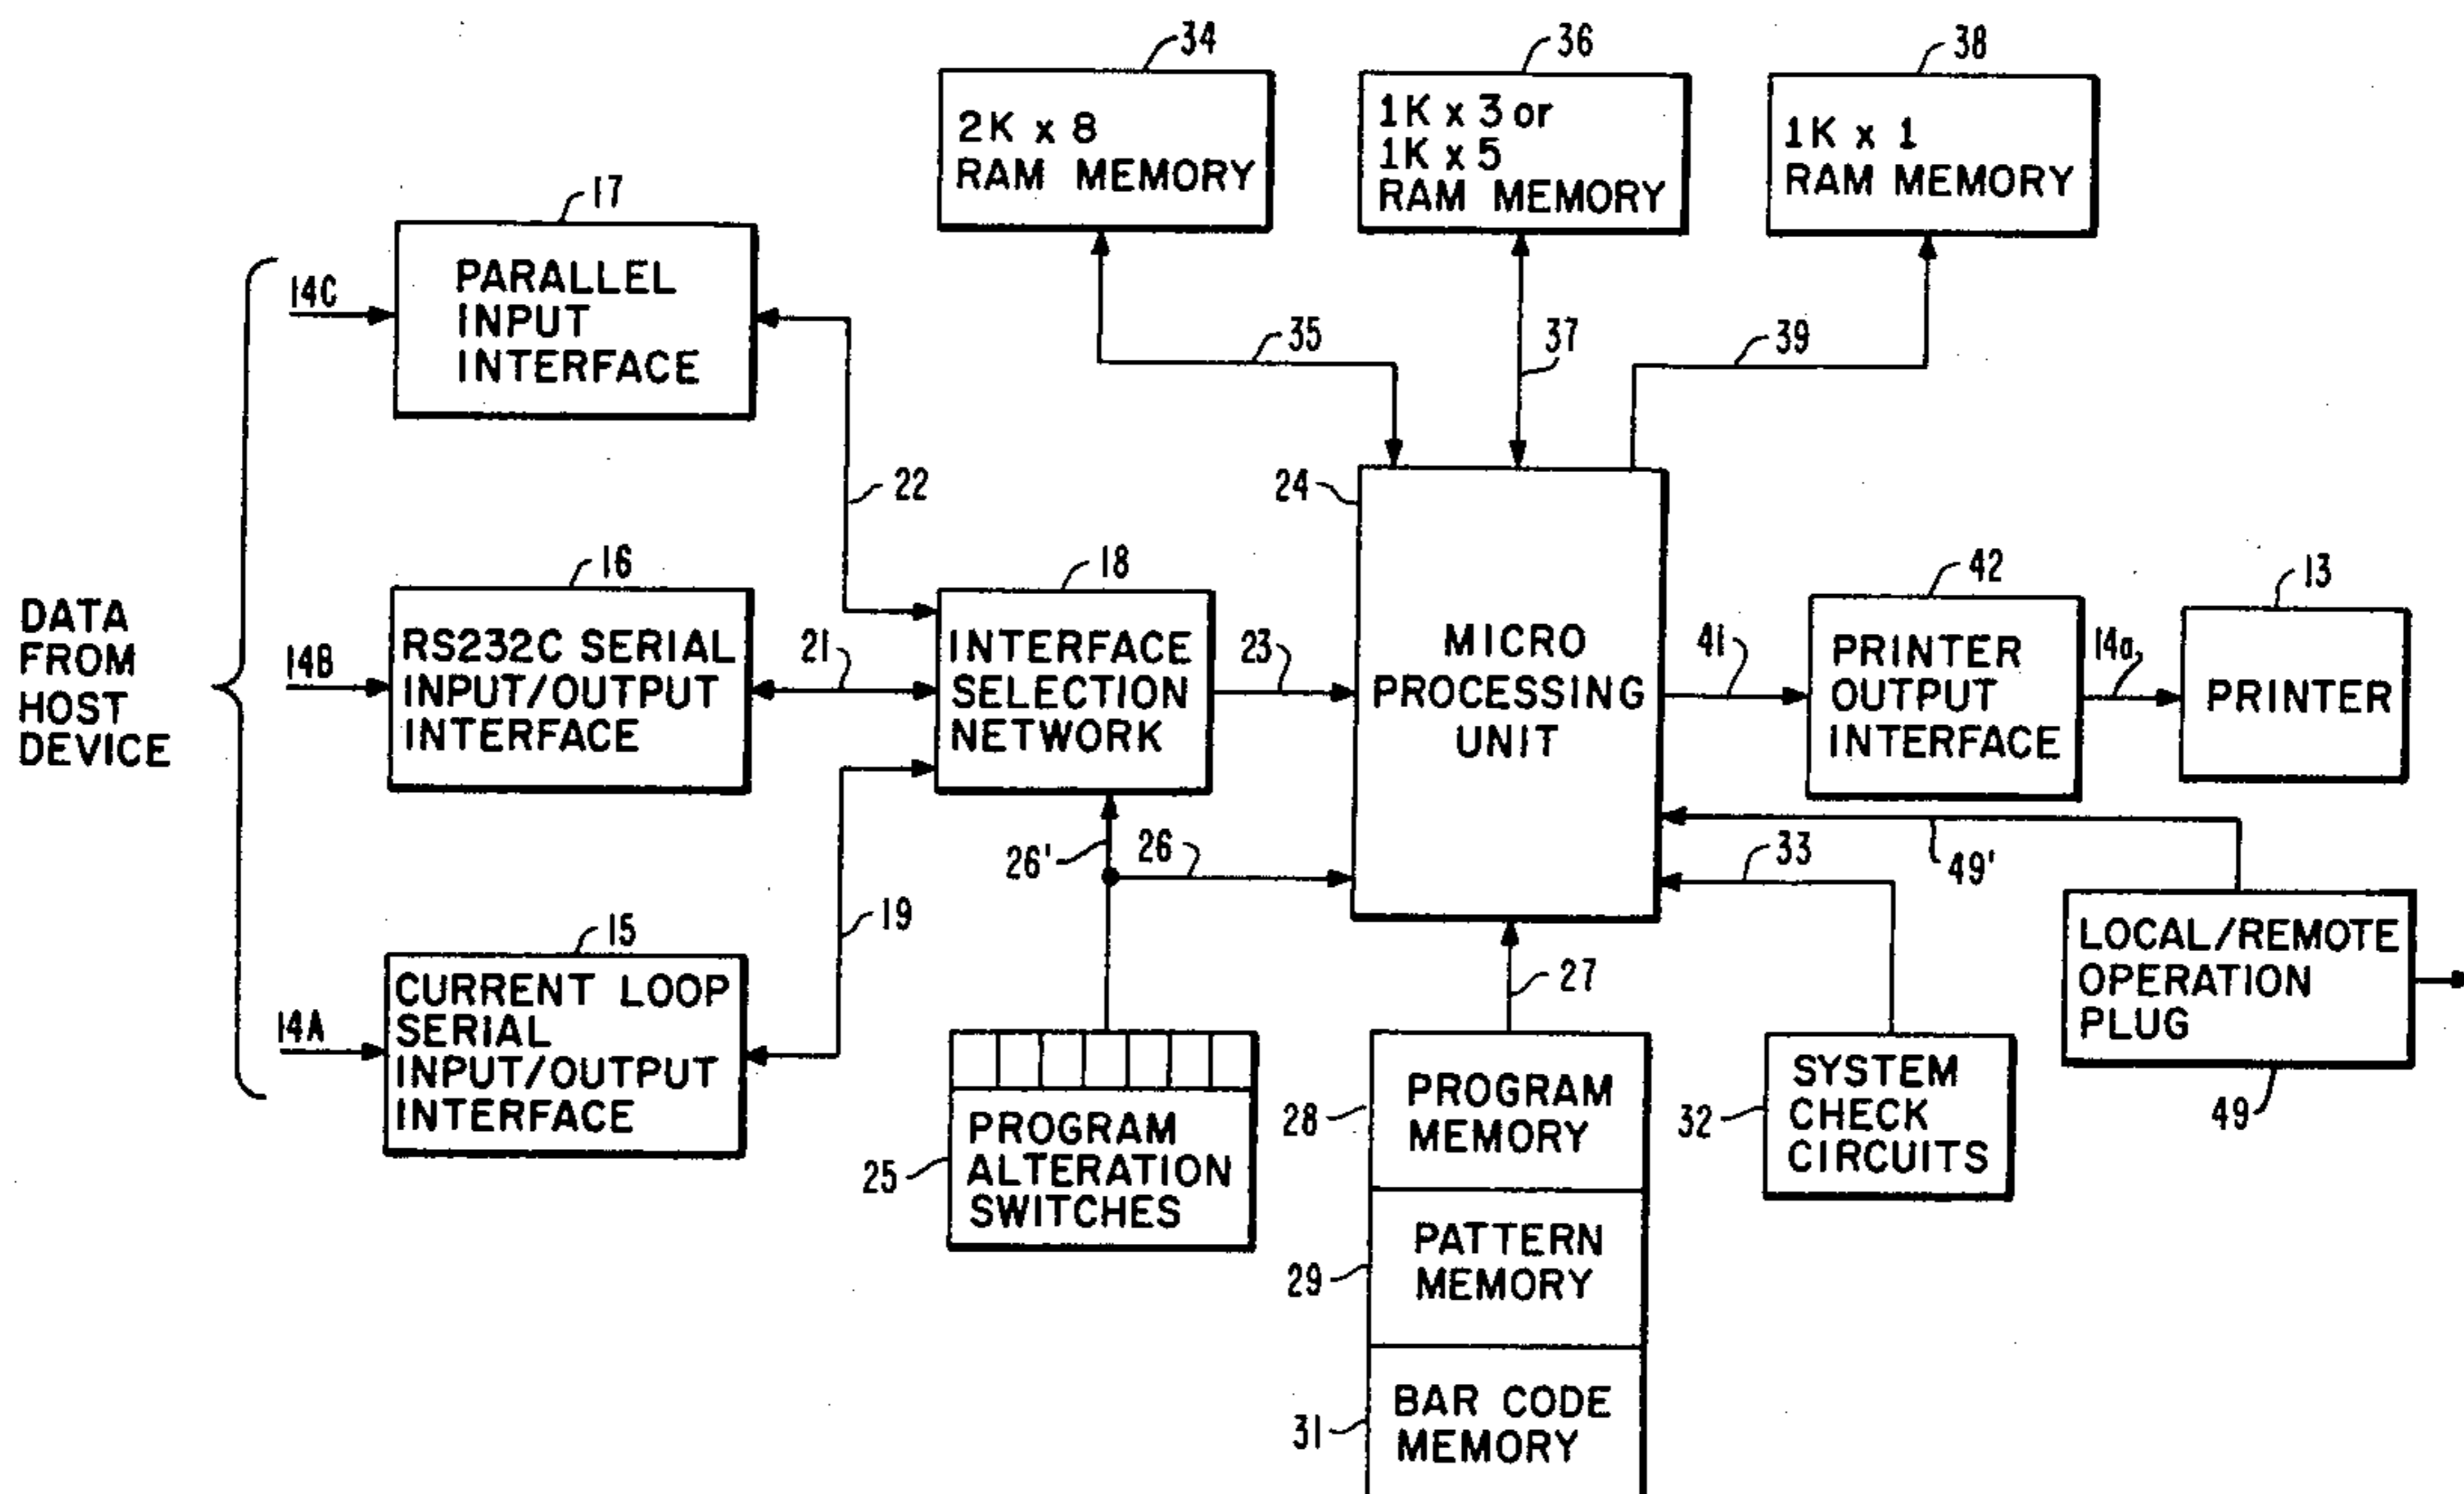 34
36
38
2K x 8
RAM MEMORY
1K x 3 or
1K x 5
RAM MEMORY
1K x 1
RAM MEMORY
17
14C
PARALLEL
INPUT
INTERFACE
35
37
39
22
24
DATA
FROM
HOST
DEVICE
16
14B
RS232C SERIAL
INPUT/OUTPUT
INTERFACE
21
18
INTERFACE
SELECTION
NETWORK
23
MICRO
PROCESSING
UNIT
41
42
PRINTER
OUTPUT
INTERFACE
14a
13
PRINTER
26'
26
33
49'
19
15
14A
CURRENT LOOP
SERIAL
INPUT/OUTPUT
INTERFACE
27
LOCAL/REMOTE
OPERATION
PLUG
49
25
PROGRAM
ALTERATION
SWITCHES
28
PROGRAM
MEMORY
32
SYSTEM
CHECK
CIRCUITS
29
PATTERN
MEMORY
31
BAR CODE
MEMORY